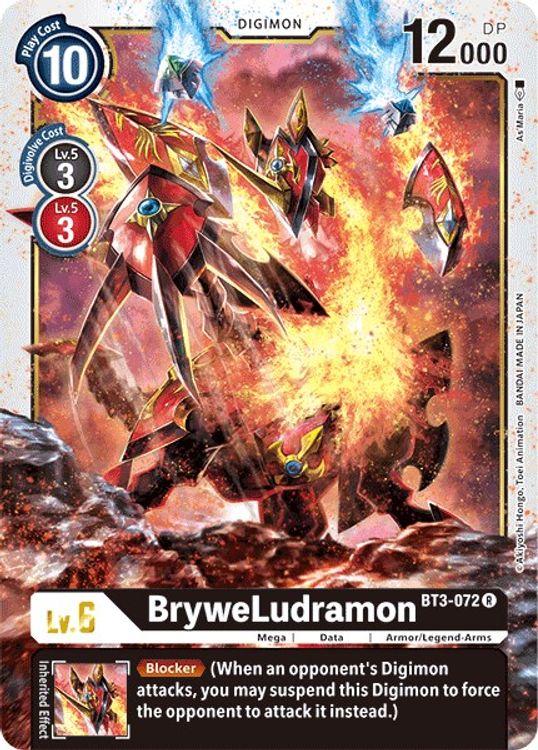 DIGIMON
Play Cost
10
12000
DP
Digivolve Cost
Lv.5
3
Lv.5
3
As'Maria
©Akiyoshi Hongo, Toei Animation BANDAI MADE IN JAPAN
Lv.6
BryweLudramon
BT3-072 R
Mega | Data | Armor/Legend-Arms
Inherited Effect
Blocker (When an opponent's Digimon
attacks, you may suspend this Digimon to force
the opponent to attack it instead.)